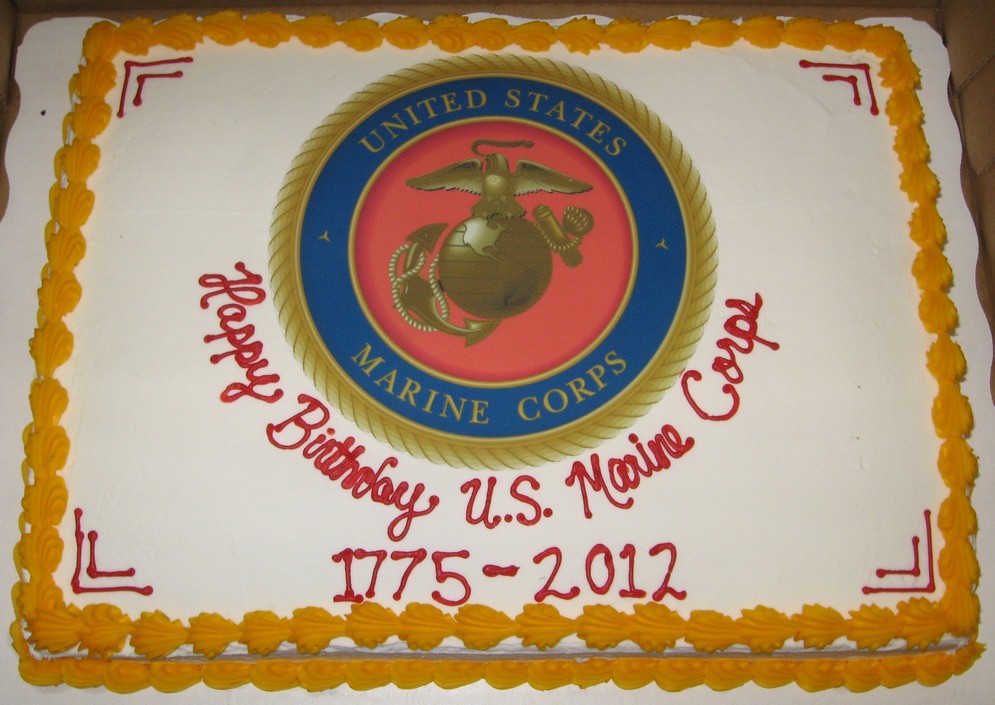 UNITED STATES
MARINE CORPS
Happy Birthday U.S. Marine Corps
1775-2012